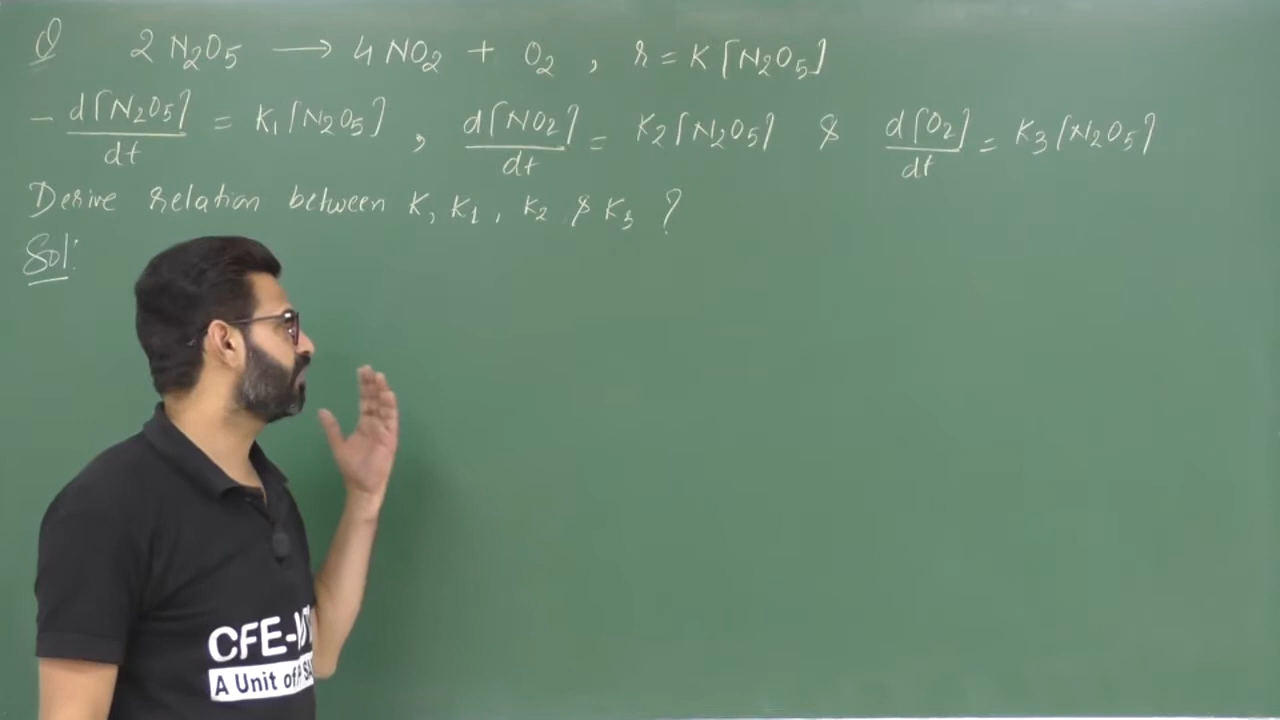 Q 2 N2O5 → 4 NO2 + O2 , r = K [N2O5]
- d[N2O5]/dt = K1 [N2O5] , d[NO2]/dt = K2 [N2O5] & d[O2]/dt = K3 [N2O5]
Derive relation between K, K1, K2 & K3 ?
Sol:
CFE-
A Unit of